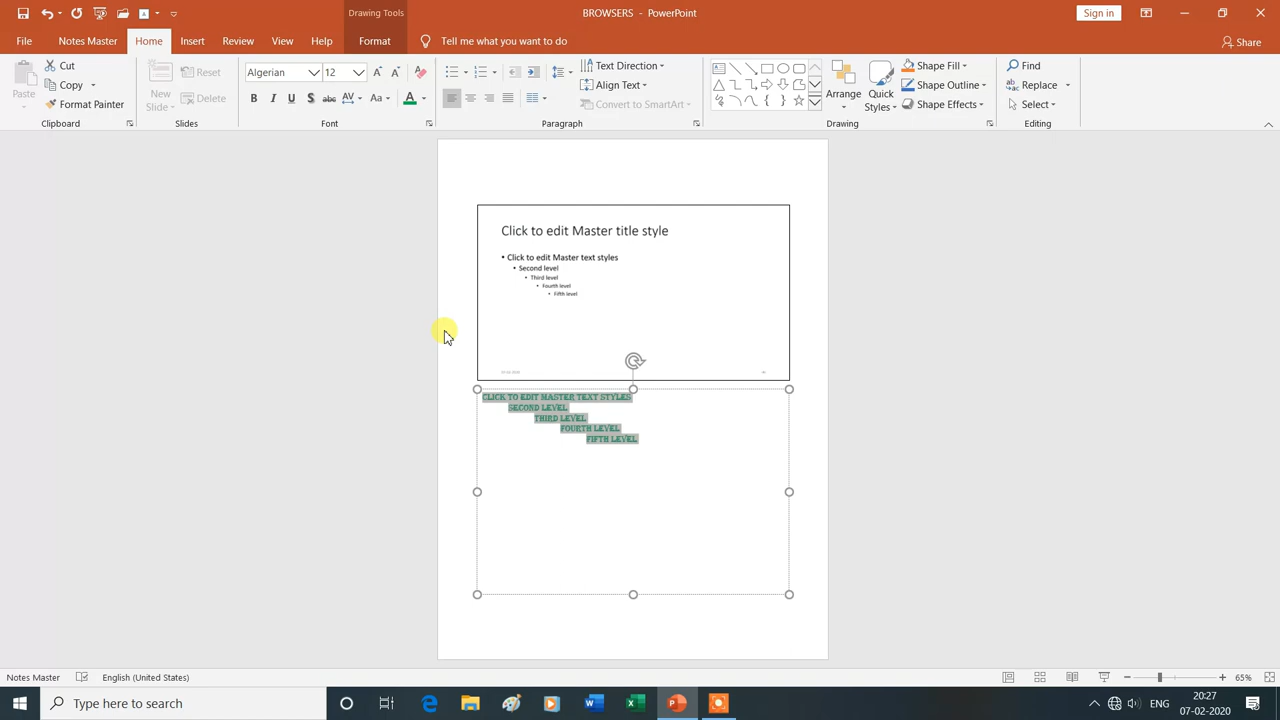 BROWSERS - PowerPoint
Drawing Tools
Sign in
File
Notes Master
Home
Insert
Review
View
Help
Format
Tell me what you want to do
Share
Paste
Cut
Copy
Format Painter
Clipboard
New
Slide
Reset
Delete
Slides
Algerian
12
B I U S abc AV Aa A
Font
Text Direction
Align Text
Convert to SmartArt
Paragraph
Arrange
Quick
Styles
Shape Fill
Shape Outline
Shape Effects
Drawing
Find
Replace
Select
Editing
Click to edit Master title style
• Click to edit Master text styles
• Second level
• Third level
• Fourth level
• Fifth level
CLICK TO EDIT MASTER TEXT STYLES
SECOND LEVEL
THIRD LEVEL
FOURTH LEVEL
FIFTH LEVEL
Notes Master
English (United States)
65%
Type here to search
ENG
20:27
07-02-2020